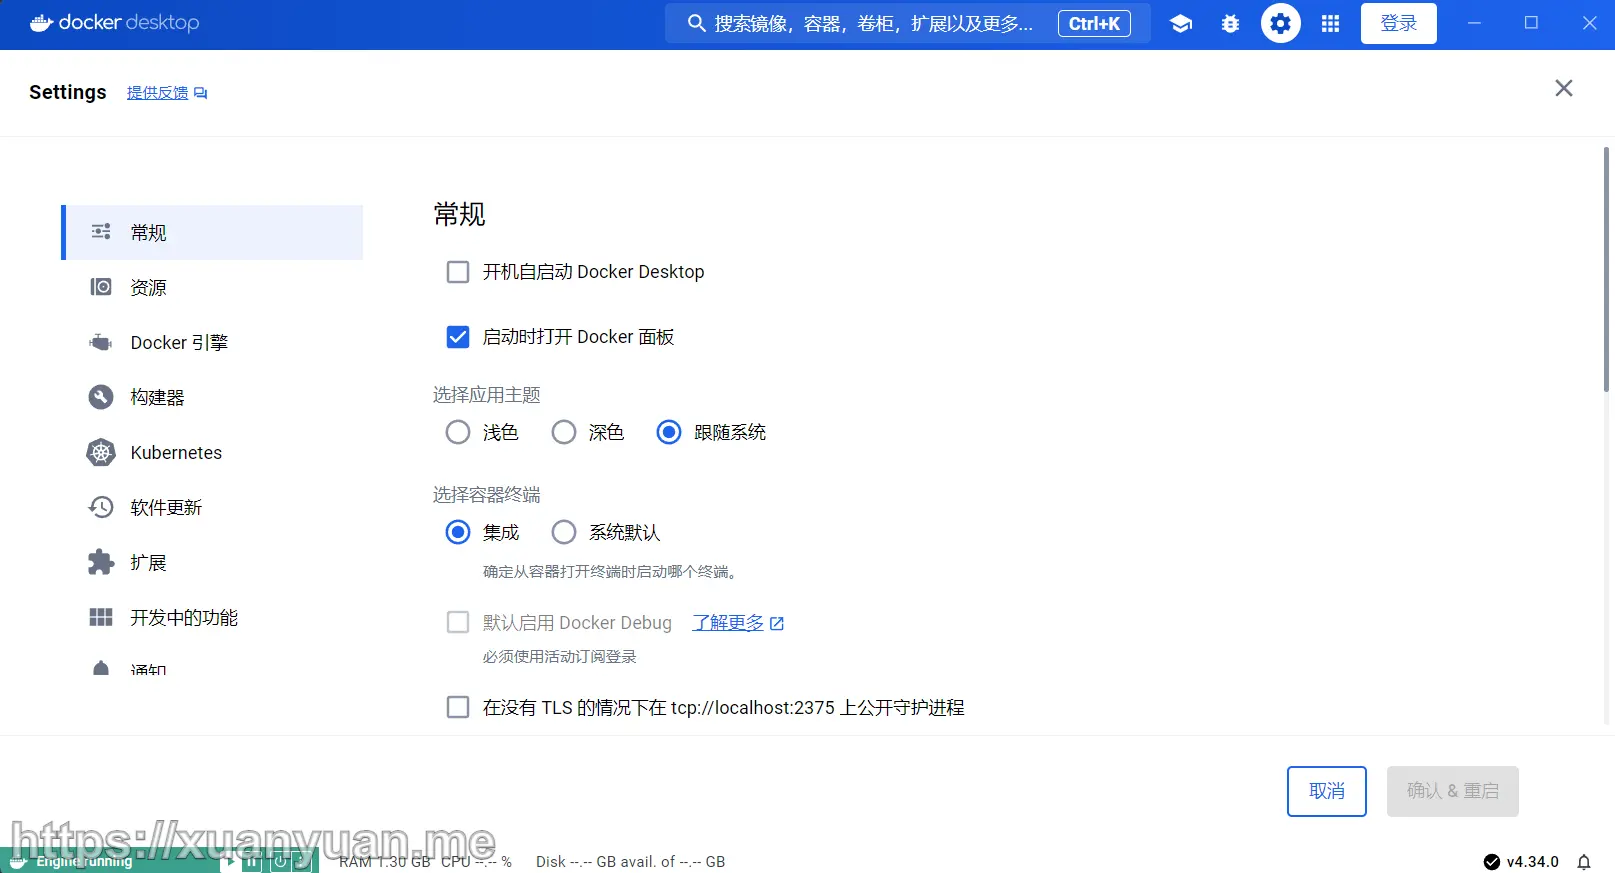 docker desktop
搜索镜像，容器，卷柜，扩展以及更多...
Ctrl+K
登录
Settings
提供反馈
常规
资源
Docker 引擎
构建器
Kubernetes
软件更新
扩展
开发中的功能
通知
常规
开机自启动 Docker Desktop
启动时打开 Docker 面板
选择应用主题
浅色
深色
跟随系统
选择容器终端
集成
系统默认
确定从容器打开终端时启动哪个终端。
默认启用 Docker Debug
了解更多
必须使用活动订阅登录
在没有 TLS 的情况下在 tcp://localhost:2375 上公开守护进程
取消
确认 & 重启
https://xuanyuan.me
Engine running
RAM 1.30 GB
CPU --.-- %
Disk --.-- GB avail. of --.-- GB
v4.34.0